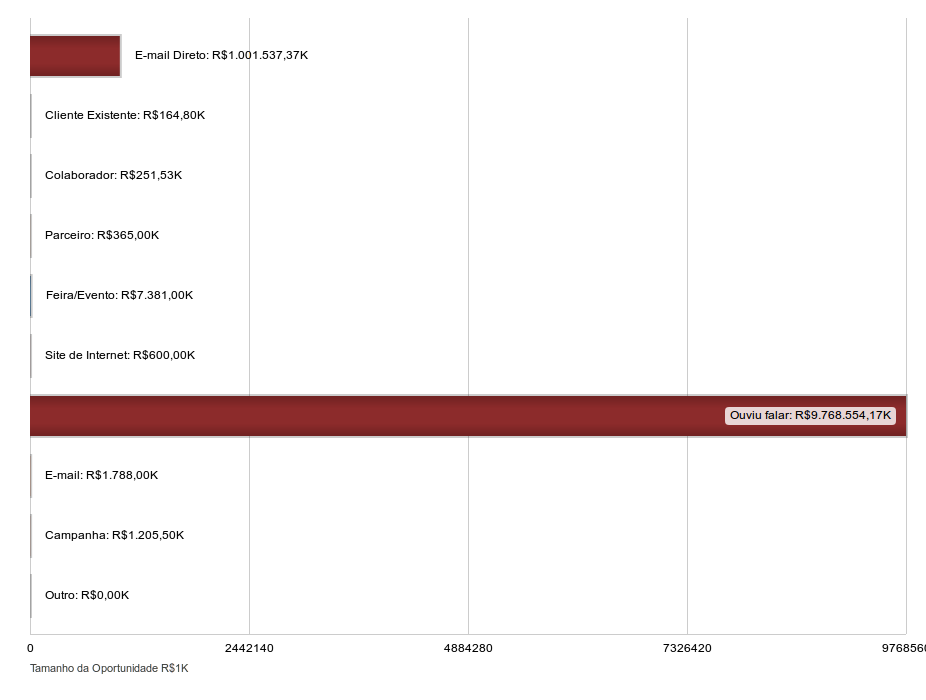 E-mail Direto: R$1.001.537,37K
Cliente Existente: R$164,80K
Colaborador: R$251,53K
Parceiro: R$365,00K
Feira/Evento: R$7.381,00K
Site de Internet: R$600,00K
Ouviu falar: R$9.768.554,17K
E-mail: R$1.788,00K
Campanha: R$1.205,50K
Outro: R$0,00K
0 2442140 4884280 7326420 9768560
Tamanho da Oportunidade R$1K